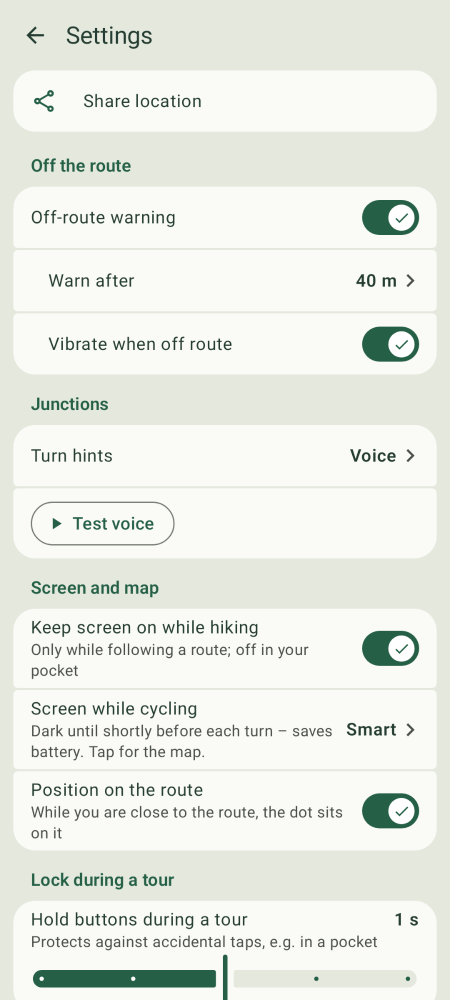 Settings
Share location
Off the route
Off-route warning
Warn after
40 m
Vibrate when off route
Junctions
Turn hints
Voice
Test voice
Screen and map
Keep screen on while hiking
Only while following a route; off in your
pocket
Screen while cycling
Dark until shortly before each turn – saves
battery. Tap for the map.
Smart
Position on the route
While you are close to the route, the dot sits
on it
Lock during a tour
Hold buttons during a tour
1 s
Protects against accidental taps, e.g. in a pocket